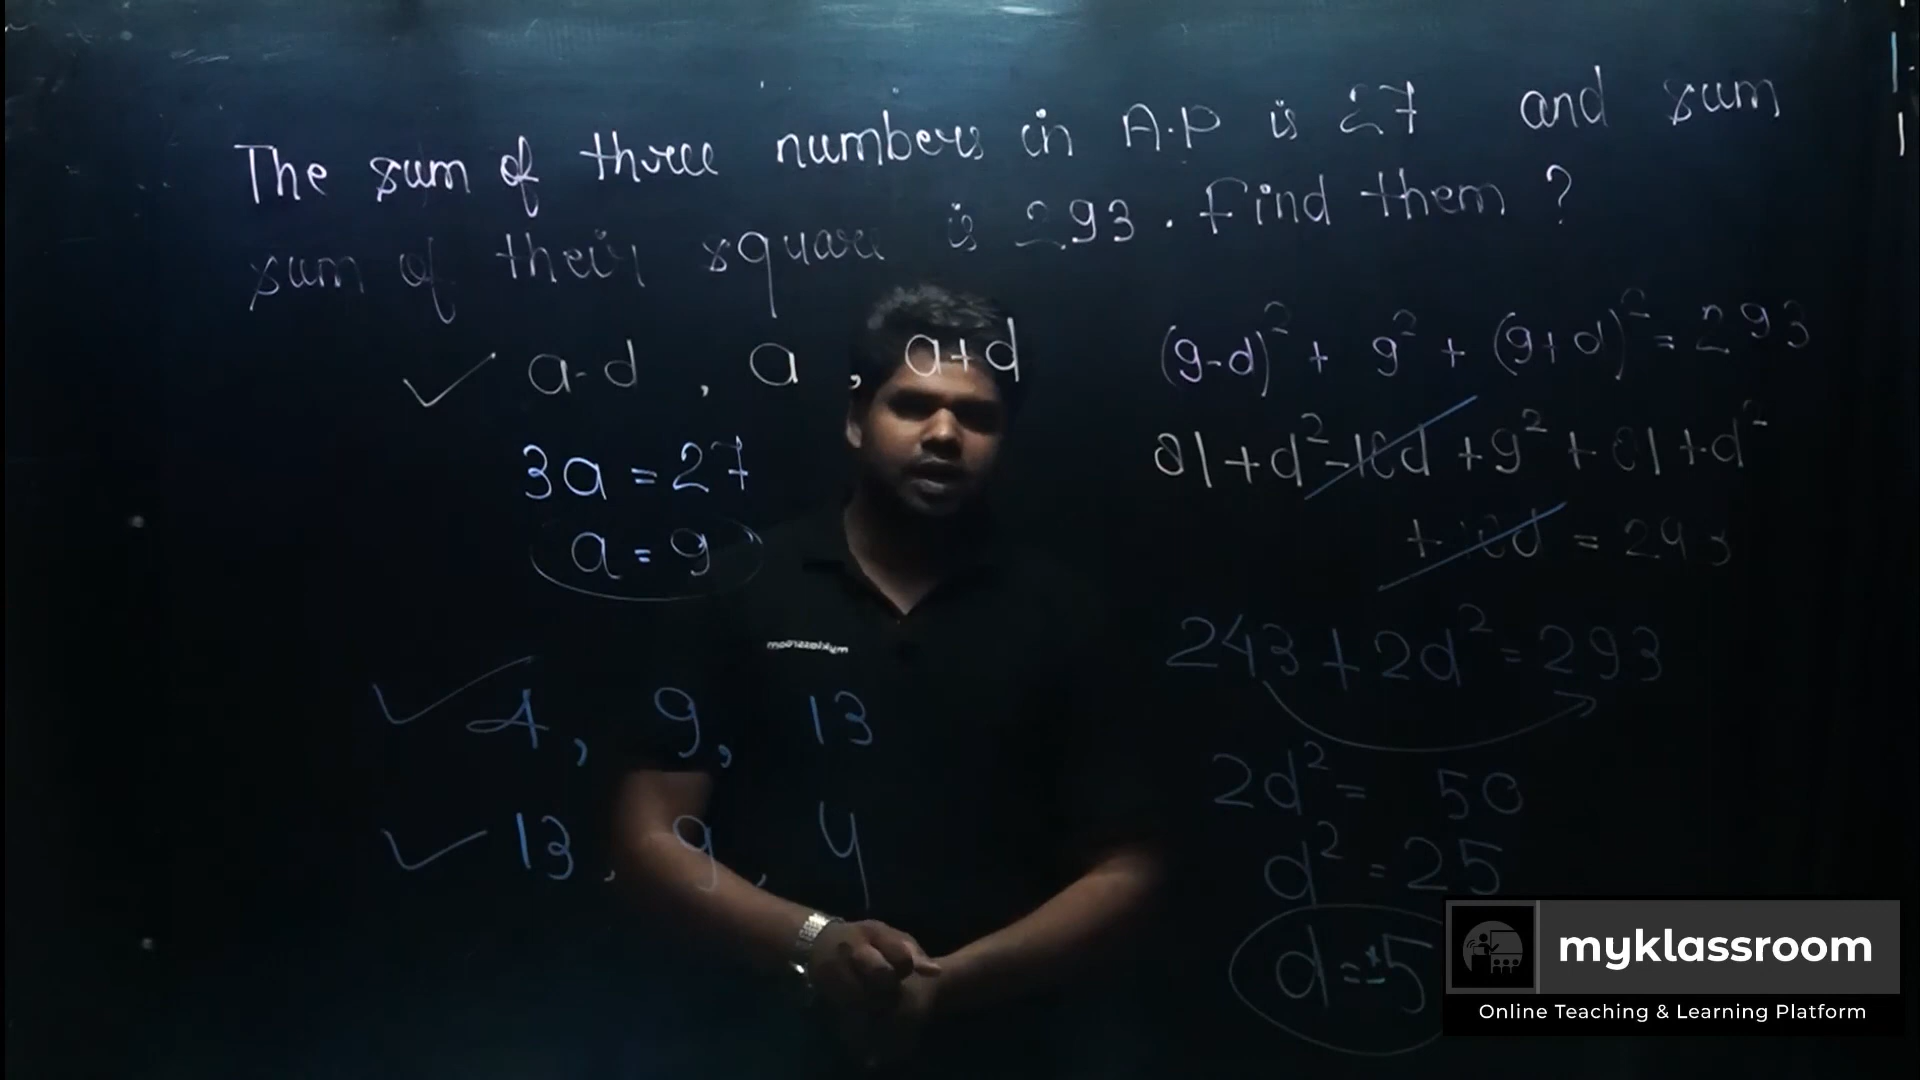 The sum of three numbers in A.P is 27 and sum
sum of their square is 293. Find them ?
a-d , a , a+d
3a = 27
a = 9
4, 9, 13
13, 9, 4
(9-d)² + 9² + (9+d)² = 293
81+d²-18d+9²+81+d²
+18d = 293
243+2d²=293
2d² = 50
d² = 25
d=±5
myklassroom
myklassroom
Online Teaching & Learning Platform